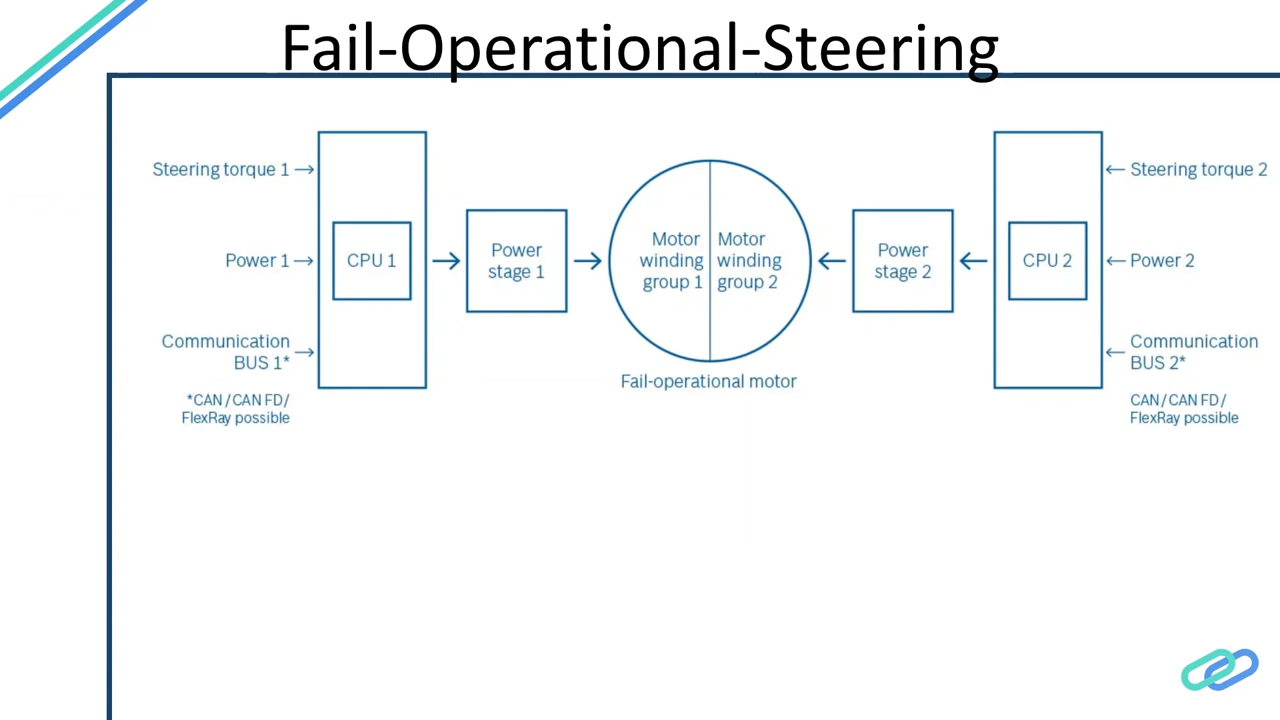 Fail-Operational-Steering
Steering torque 1
Power 1
Communication
BUS 1*
*CAN/CAN FD/
FlexRay possible
CPU 1
Power
stage 1
Motor
winding
group 1
Motor
winding
group 2
Fail-operational motor
Power
stage 2
CPU 2
Steering torque 2
Power 2
Communication
BUS 2*
CAN/CAN FD/
FlexRay possible